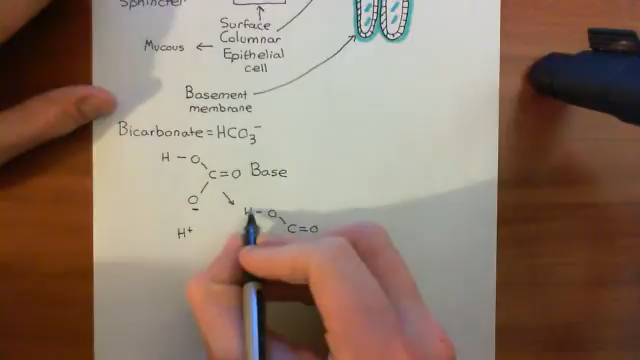 Sphincter
Surface
Columnar
Epithelial
cell
Mucous
Basement
membrane
Bicarbonate = HCO₃⁻
H-O
C=O Base
O
H⁺
H-O
C=O